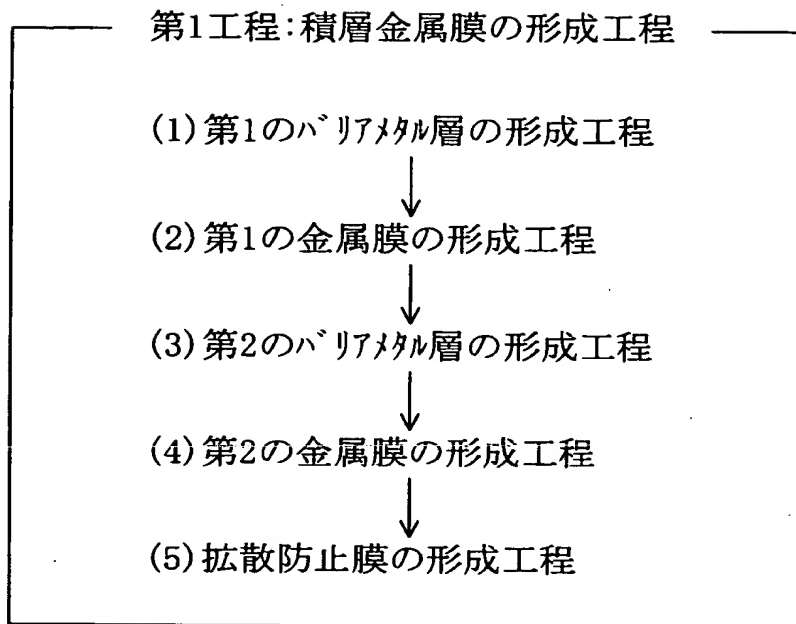 第1工程:積層金属膜の形成工程
(1)第1のﾊﾞﾘｱﾒﾀﾙ層の形成工程
(2)第1の金属膜の形成工程
(3)第2のﾊﾞﾘｱﾒﾀﾙ層の形成工程
(4)第2の金属膜の形成工程
(5)拡散防止膜の形成工程